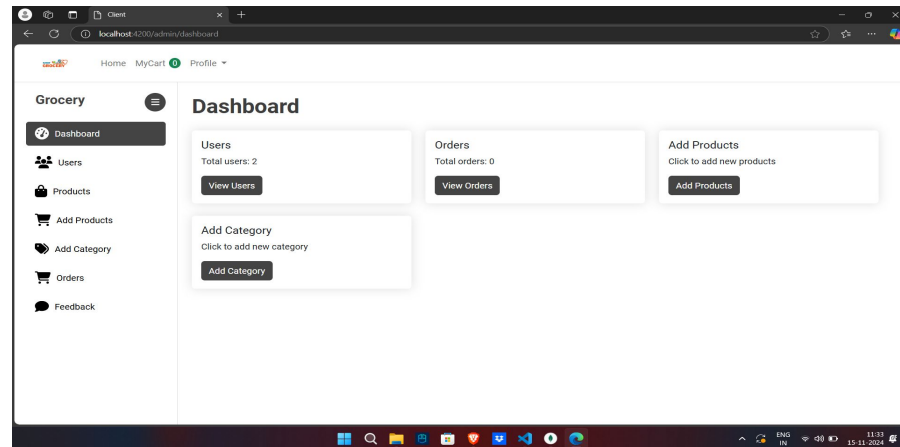 Client
localhost:4200/admin/dashboard
GROCERY
Home MyCart 0 Profile
Grocery
Dashboard
Users
Products
Add Products
Add Category
Orders
Feedback
Dashboard
Users
Total users: 2
View Users
Orders
Total orders: 0
View Orders
Add Products
Click to add new products
Add Products
Add Category
Click to add new category
Add Category
ENG
IN
11:33
15-11-2024